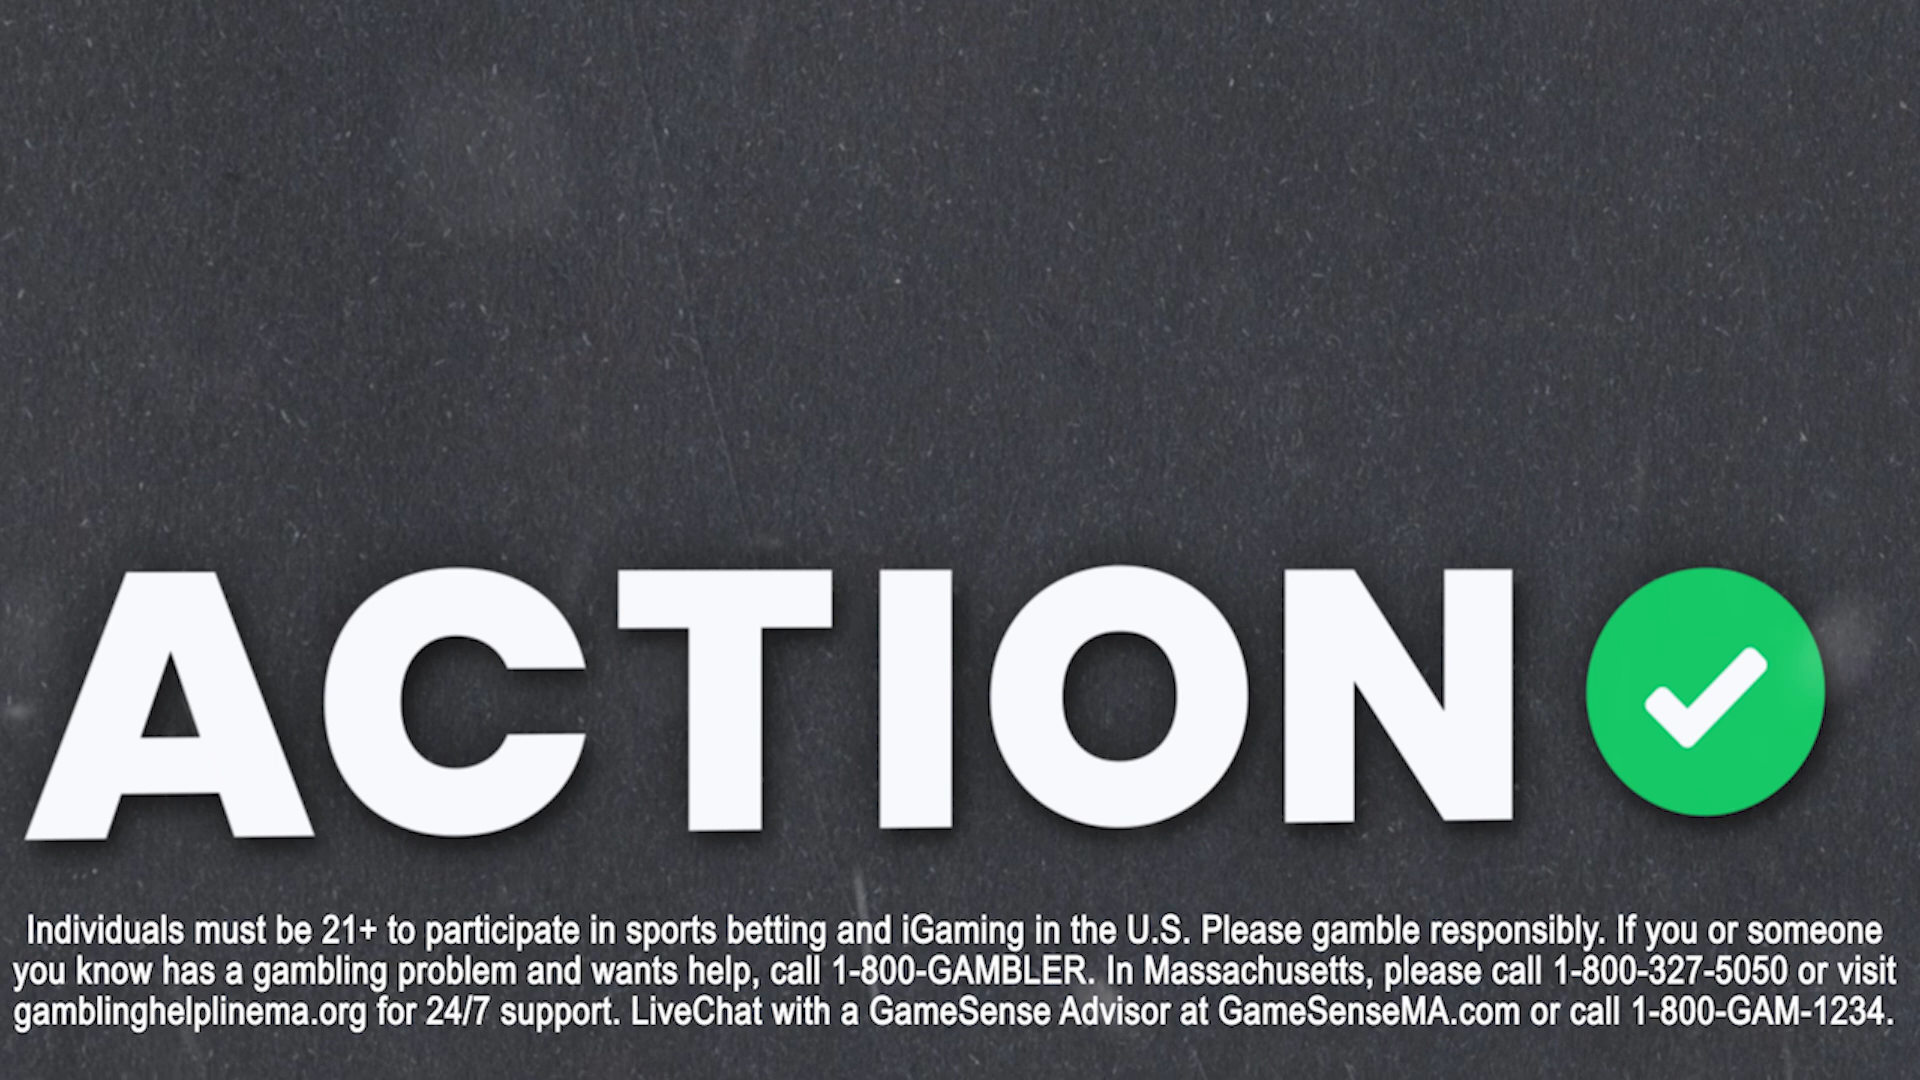 ACTION
Individuals must be 21+ to participate in sports betting and iGaming in the U.S. Please gamble responsibly. If you or someone
you know has a gambling problem and wants help, call 1-800-GAMBLER. In Massachusetts, please call 1-800-327-5050 or visit
gamblinghelplinema.org for 24/7 support. LiveChat with a GameSense Advisor at GameSenseMA.com or call 1-800-GAM-1234.